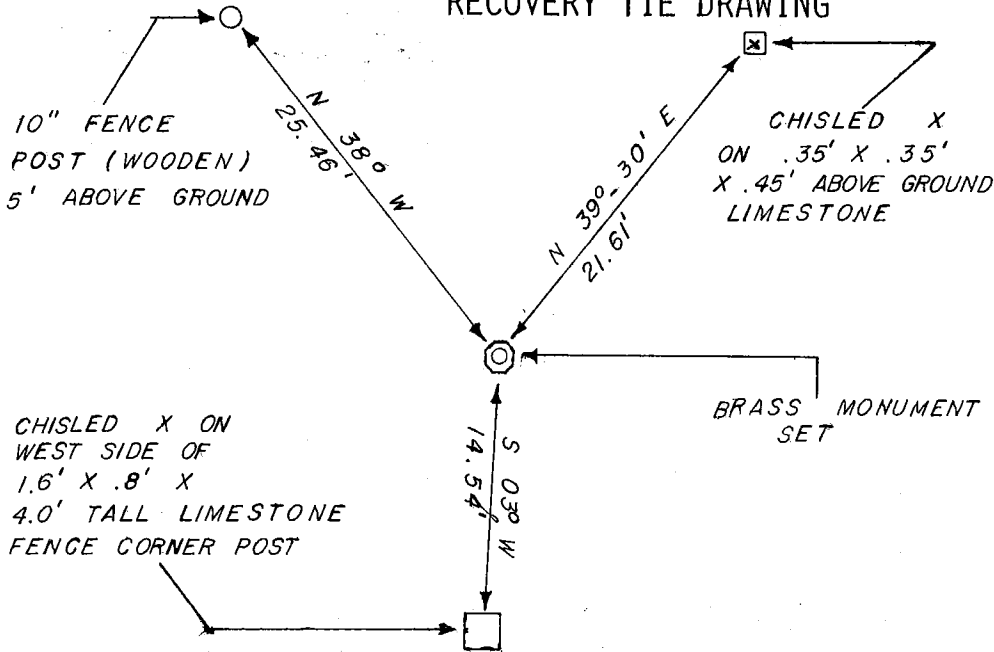 RECOVERY TIE DRAWING
10" FENCE
POST (WOODEN)
5' ABOVE GROUND
N 38° W
25.46'
N 39°-30' E
21.61'
CHISLED X
ON .35' X .35'
X .45' ABOVE GROUND
LIMESTONE
BRASS MONUMENT
SET
CHISLED X ON
WEST SIDE OF
1.6' X .8' X
4.0' TALL LIMESTONE
FENCE CORNER POST
S 03° W
14.54'